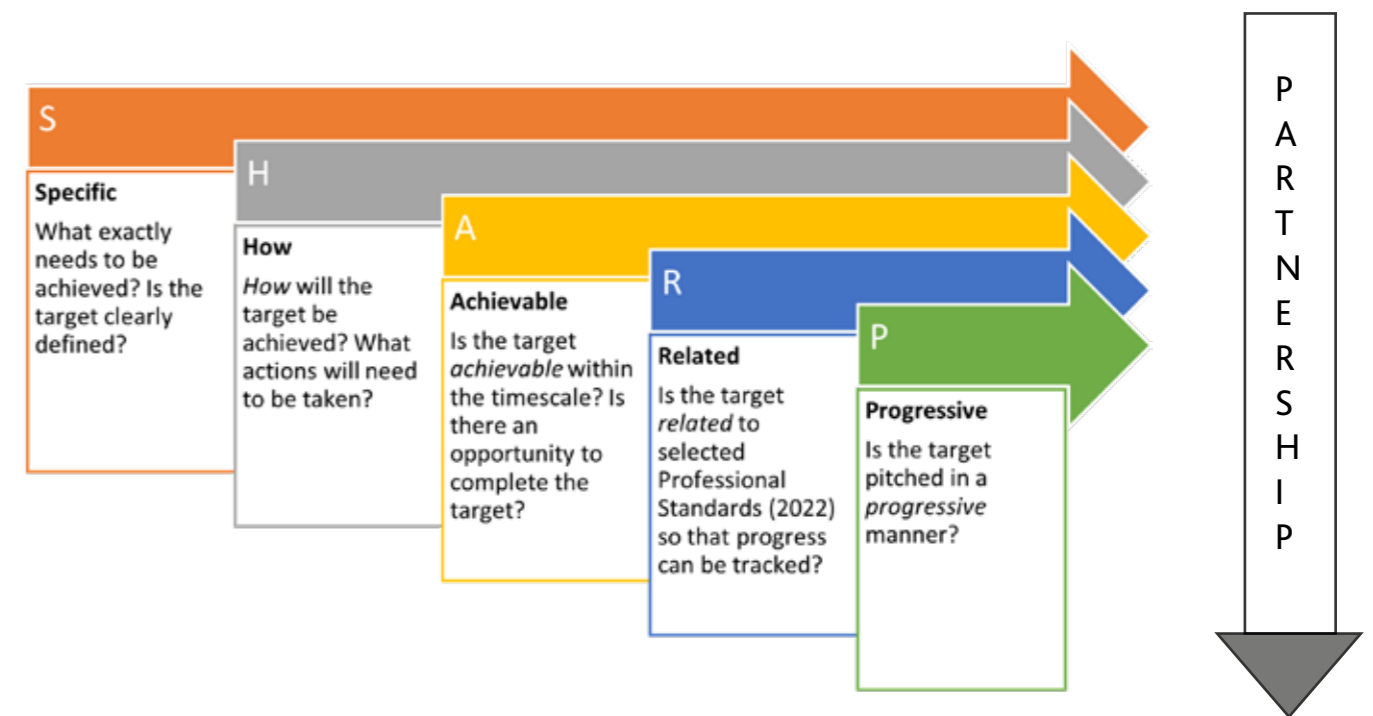 S
Specific
What exactly
needs to be
achieved? Is the
target clearly
defined?
H
How
How will the
target be
achieved? What
actions will need
to be taken?
A
Achievable
Is the target
achievable within
the timescale? Is
there an
opportunity to
complete the
target?
R
Related
Is the target
related to
selected
Professional
Standards (2022)
so that progress
can be tracked?
P
Progressive
Is the target
pitched in a
progressive
manner?
P
A
R
T
N
E
R
S
H
I
P